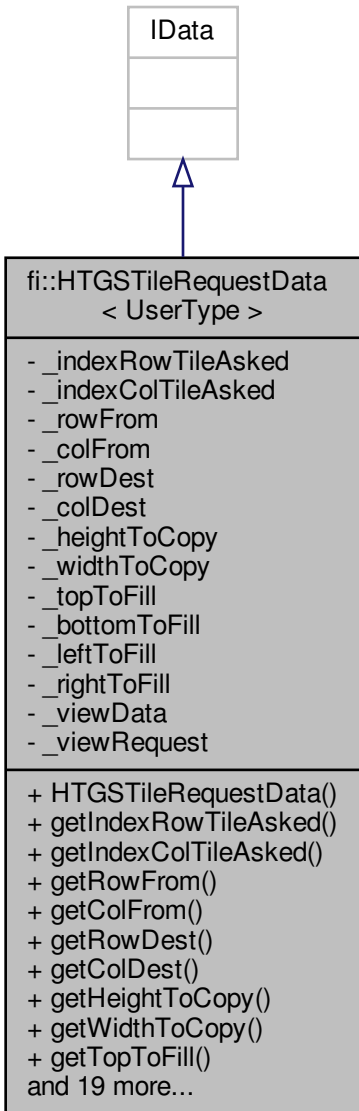 IData
fi::HTGSTileRequestData
< UserType >
- _indexRowTileAsked
- _indexColTileAsked
- _rowFrom
- _colFrom
- _rowDest
- _colDest
- _heightToCopy
- _widthToCopy
- _topToFill
- _bottomToFill
- _leftToFill
- _rightToFill
- _viewData
- _viewRequest
+ HTGSTileRequestData()
+ getIndexRowTileAsked()
+ getIndexColTileAsked()
+ getRowFrom()
+ getColFrom()
+ getRowDest()
+ getColDest()
+ getHeightToCopy()
+ getWidthToCopy()
+ getTopToFill()
and 19 more...